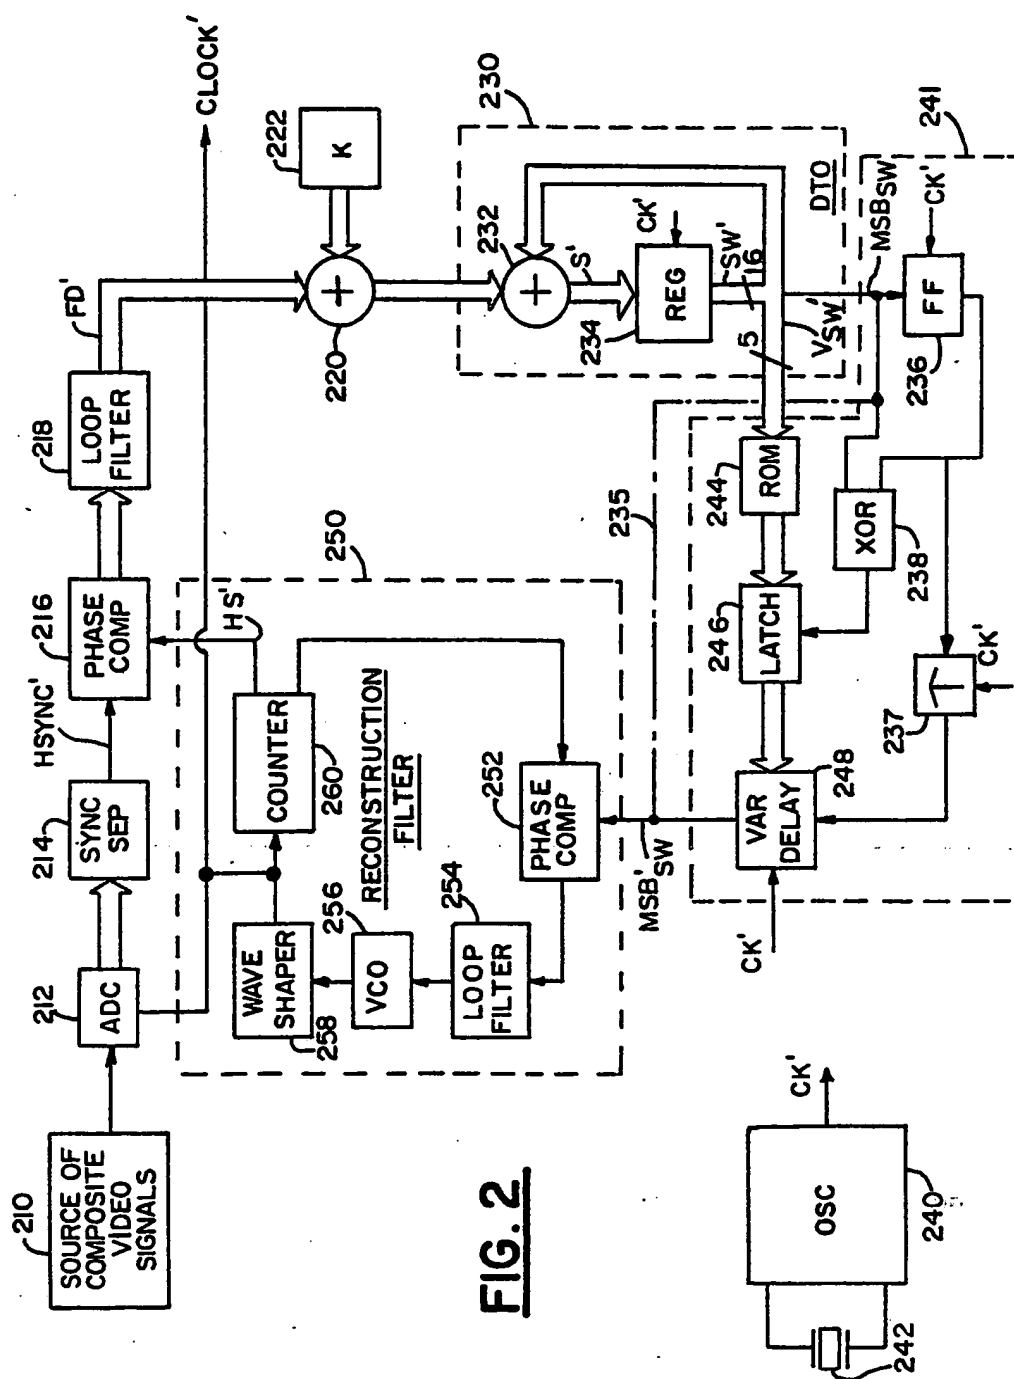 210
SOURCE OF
COMPOSITE
VIDEO
SIGNALS
212
ADC
214
SYNC
SEP
HSYNC'
216
PHASE
COMP
218
LOOP
FILTER
FD'
CLOCK'
222
K
220
+
250
HS'
COUNTER
260
RECONSTRUCTION
FILTER
WAVE
SHAPER
258
256
VCO
254
LOOP
FILTER
252
PHASE
COMP
MSB'SW
235
230
DTO
232
+
S'
CK'
234
REG
SW'
16
5
VSW'
241
MSBSW
CK'
FF
236
244
ROM
246
LATCH
XOR
238
VAR
DELAY
248
CK'
237
CK'
FIG. 2
OSC
240
242
CK'